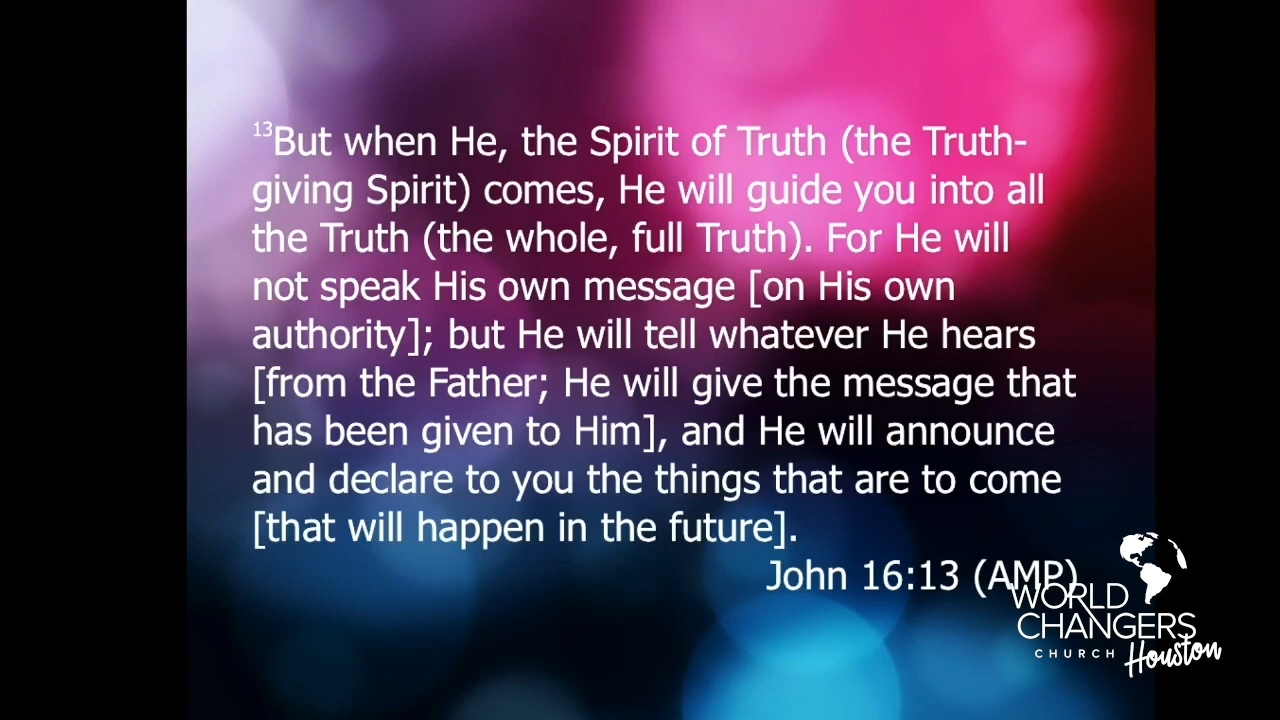 13But when He, the Spirit of Truth (the Truth-
giving Spirit) comes, He will guide you into all
the Truth (the whole, full Truth). For He will
not speak His own message [on His own
authority]; but He will tell whatever He hears
[from the Father; He will give the message that
has been given to Him], and He will announce
and declare to you the things that are to come
[that will happen in the future].
John 16:13 (AMP)
WORLD
CHANGERS
CHURCH Houston